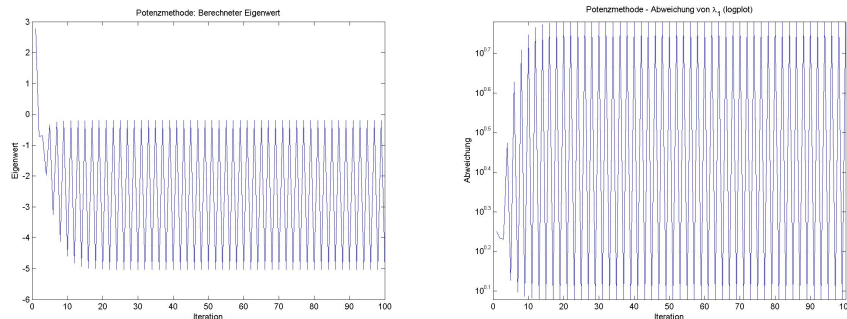 Potenzmethode: Berechneter Eigenwert
Eigenwert
3
2
1
0
-1
-2
-3
-4
-5
-6
0 10 20 30 40 50 60 70 80 90 100
Iteration
Potenzmethode - Abweichung von λ1 (logplot)
Abweichung
10^0.7
10^0.6
10^0.5
10^0.4
10^0.3
10^0.2
10^0.1
0 10 20 30 40 50 60 70 80 90 100
Iteration